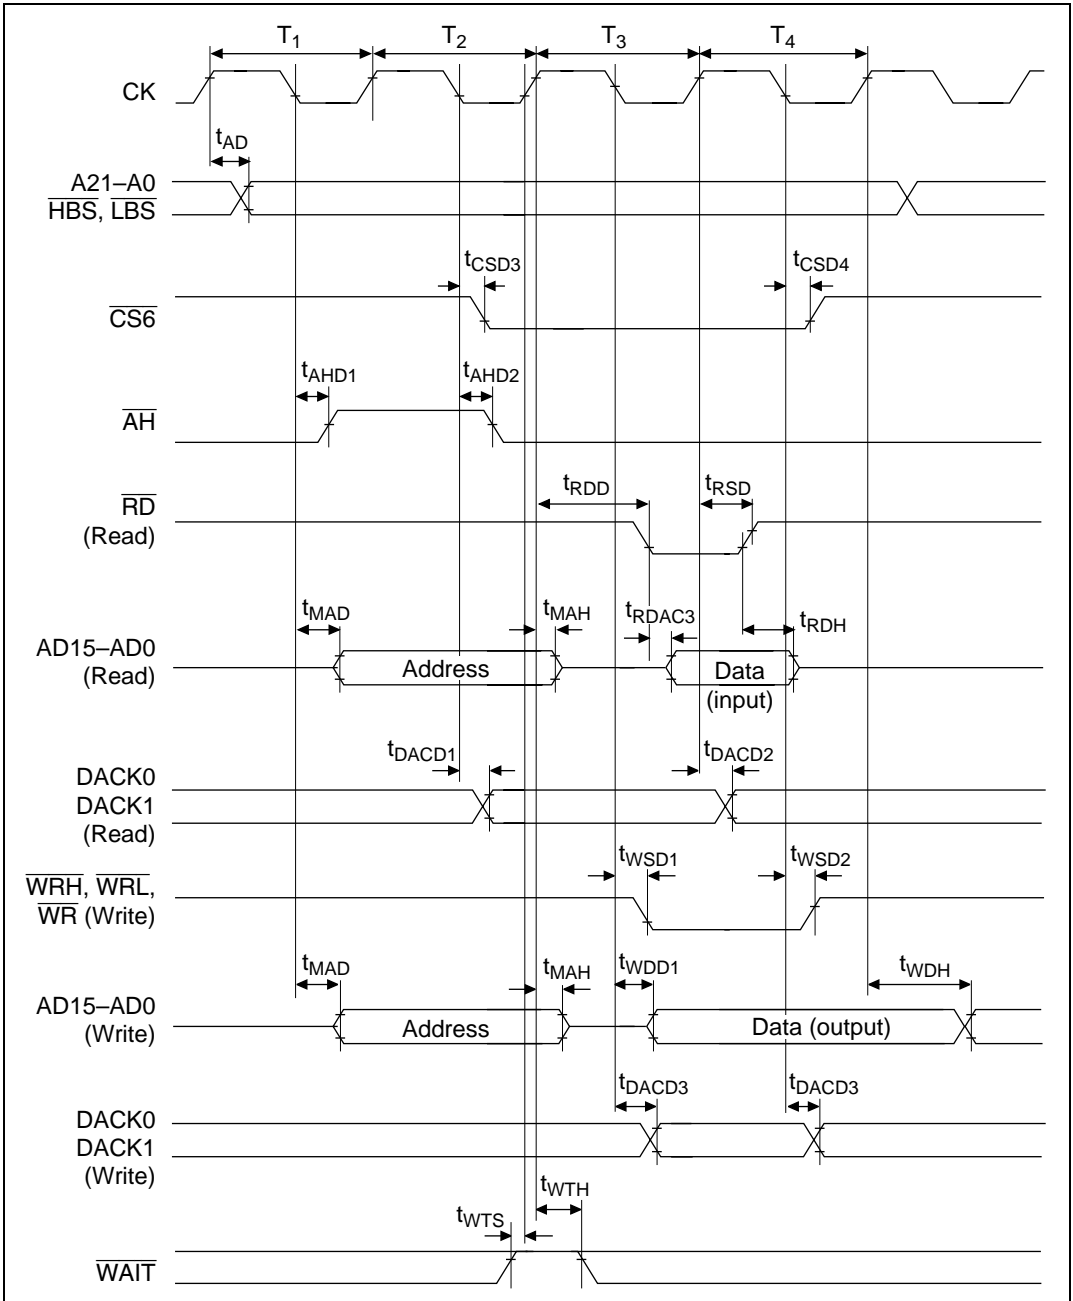 T1 T2 T3 T4
CK
tAD
A21–A0
HBS, LBS
tCSD3 tCSD4
CS6
tAHD1 tAHD2
AH
tRDD tRSD
RD
(Read)
tMAD tMAH tRDAC3 tRDH
AD15–AD0
(Read)
Address Data
(input)
tDACD1 tDACD2
DACK0
DACK1
(Read)
tWSD1 tWSD2
WRH, WRL,
WR (Write)
tMAD tMAH tWDD1 tWDH
AD15–AD0
(Write)
Address Data (output)
tDACD3 tDACD3
DACK0
DACK1
(Write)
tWTH
tWTS
WAIT